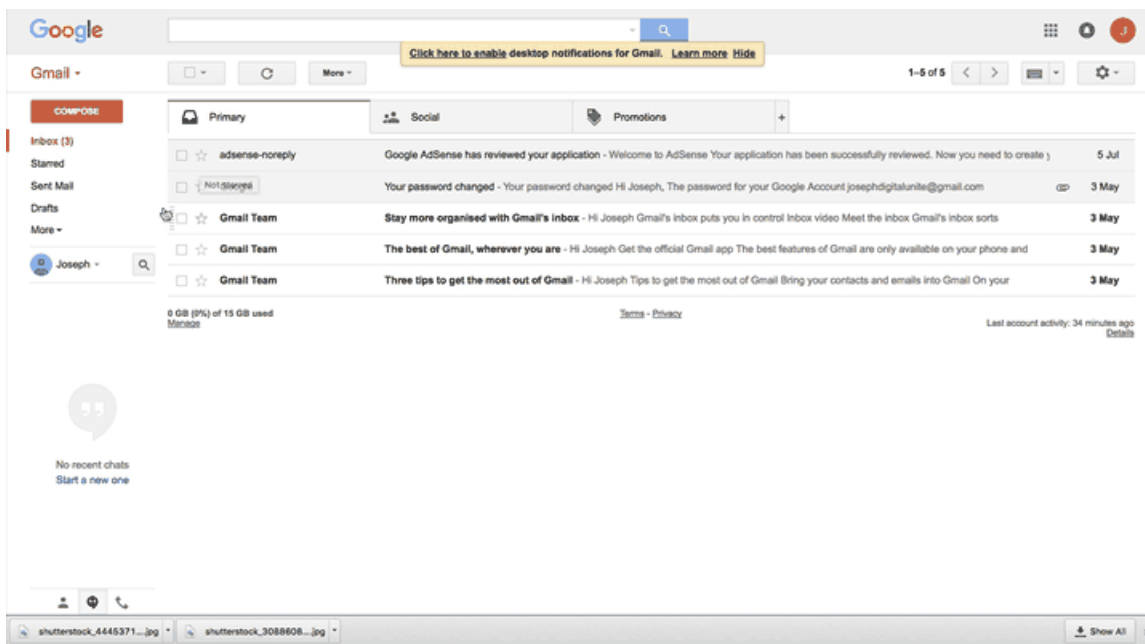 Google
Click here to enable desktop notifications for Gmail. Learn more Hide
J
Gmail
More
1–5 of 5
COMPOSE
Primary
Social
Promotions
+
Inbox (3)
Starred
Sent Mail
Drafts
More
Joseph
adsense-noreply Google AdSense has reviewed your application - Welcome to AdSense Your application has been successfully reviewed. Now you need to create 5 Jul
Not starred Your password changed - Your password changed Hi Joseph, The password for your Google Account josephdigitalunite@gmail.com 3 May
Gmail Team Stay more organised with Gmail's inbox - Hi Joseph Gmail's inbox puts you in control Inbox video Meet the inbox Gmail's inbox sorts 3 May
Gmail Team The best of Gmail, wherever you are - Hi Joseph Get the official Gmail app The best features of Gmail are only available on your phone and 3 May
Gmail Team Three tips to get the most out of Gmail - Hi Joseph Tips to get the most out of Gmail Bring your contacts and emails into Gmail On your 3 May
0 GB (0%) of 15 GB used
Manage
Terms - Privacy
Last account activity: 34 minutes ago
Details
No recent chats
Start a new one
shutterstock_4445371....jpg
shutterstock_3088608....jpg
Show All